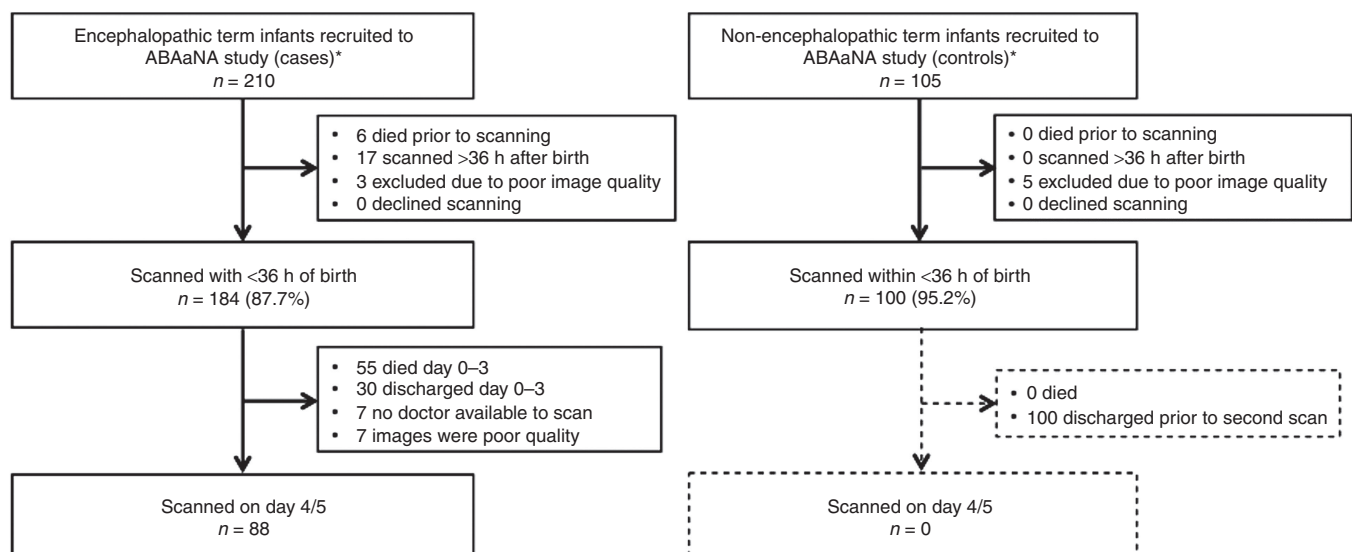 Encephalopathic term infants recruited to
ABAaNA study (cases)*
n = 210
Non-encephalopathic term infants recruited to
ABAaNA study (controls)*
n = 105
• 6 died prior to scanning
• 17 scanned >36 h after birth
• 3 excluded due to poor image quality
• 0 declined scanning
• 0 died prior to scanning
• 0 scanned >36 h after birth
• 5 excluded due to poor image quality
• 0 declined scanning
Scanned with <36 h of birth
n = 184 (87.7%)
Scanned within <36 h of birth
n = 100 (95.2%)
• 55 died day 0–3
• 30 discharged day 0–3
• 7 no doctor available to scan
• 7 images were poor quality
• 0 died
• 100 discharged prior to second scan
Scanned on day 4/5
n = 88
Scanned on day 4/5
n = 0